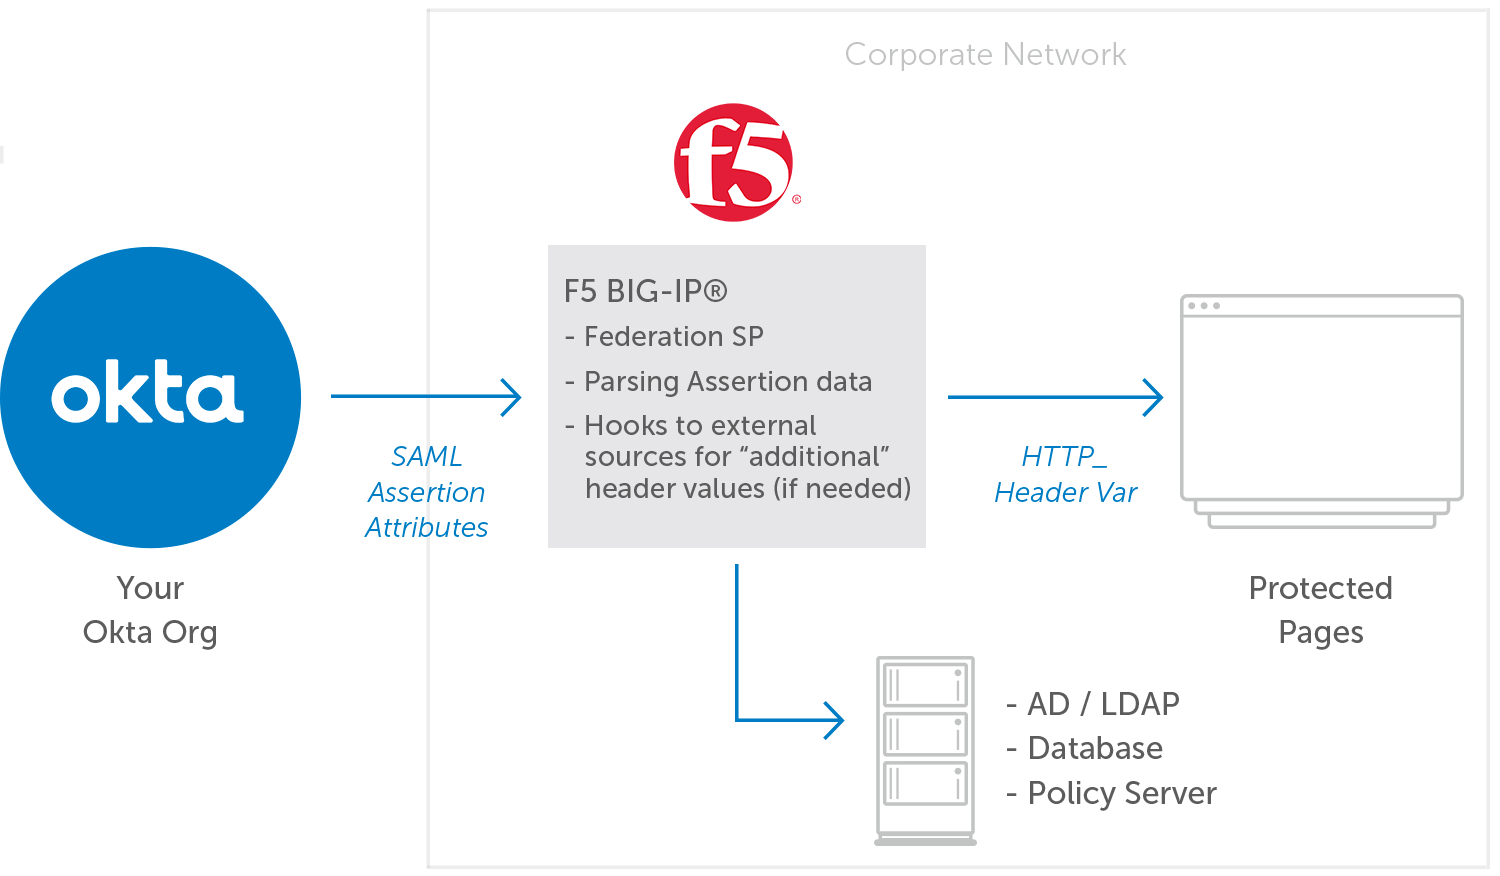 Corporate Network
f5®
okta
Your
Okta Org
SAML
Assertion
Attributes
F5 BIG-IP®
- Federation SP
- Parsing Assertion data
- Hooks to external
sources for “additional”
header values (if needed)
HTTP_
Header Var
Protected
Pages
- AD / LDAP
- Database
- Policy Server